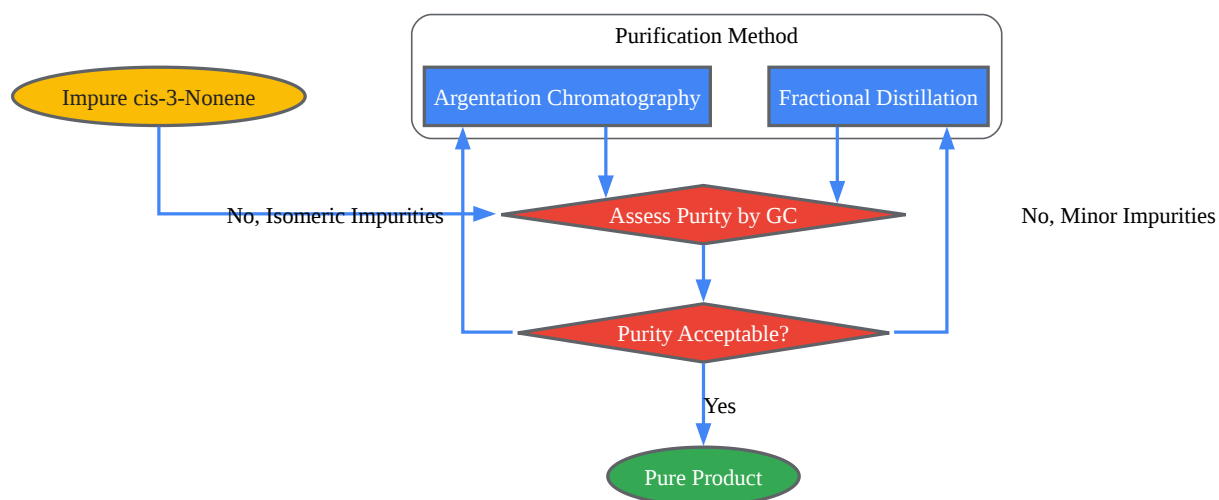 Purification Method
Impure cis-3-Nonene
Argentation Chromatography
Fractional Distillation
No, Isomeric Impurities
Assess Purity by GC
No, Minor Impurities
Purity Acceptable?
Yes
Pure Product